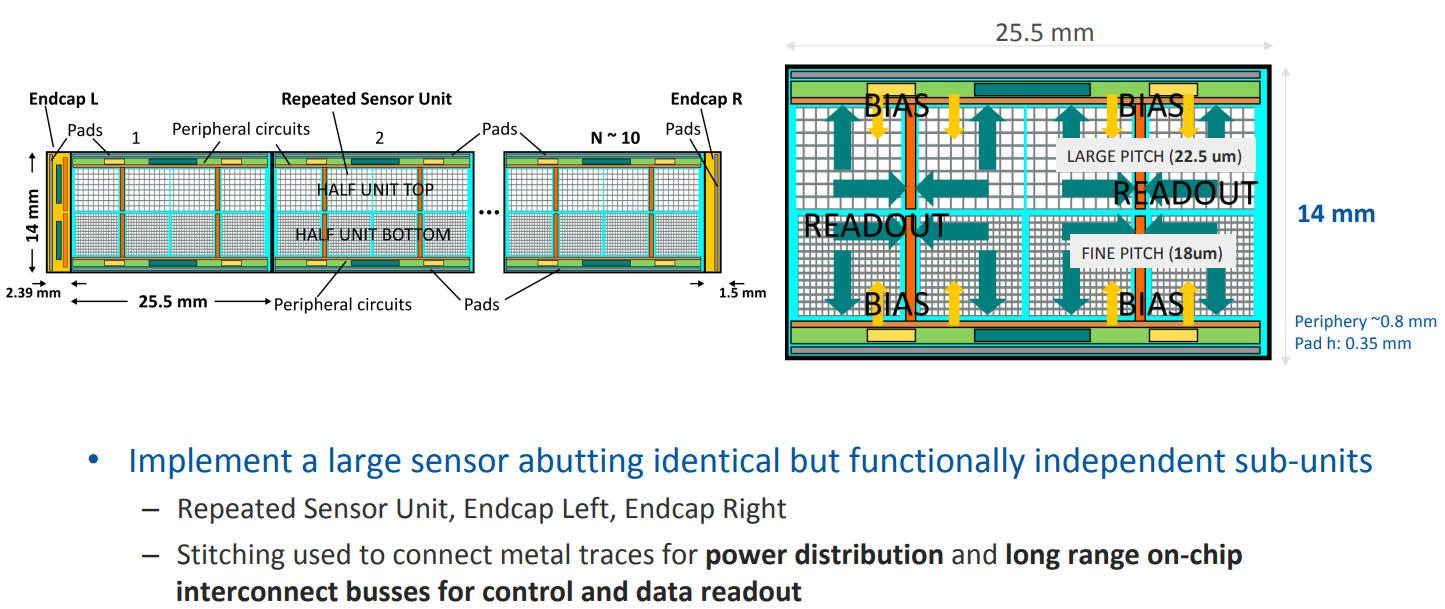 25.5 mm
Endcap L
Repeated Sensor Unit
Endcap R
Pads
1
Peripheral circuits
2
Pads
N ~ 10
Pads
HALF UNIT TOP
HALF UNIT BOTTOM
...
14 mm
2.39 mm
25.5 mm
Peripheral circuits
Pads
1.5 mm
BIAS
BIAS
LARGE PITCH (22.5 um)
READOUT
READOUT
FINE PITCH (18um)
BIAS
BIAS
14 mm
Periphery ~0.8 mm
Pad h: 0.35 mm
• Implement a large sensor abutting identical but functionally independent sub-units
– Repeated Sensor Unit, Endcap Left, Endcap Right
– Stitching used to connect metal traces for power distribution and long range on-chip
interconnect busses for control and data readout